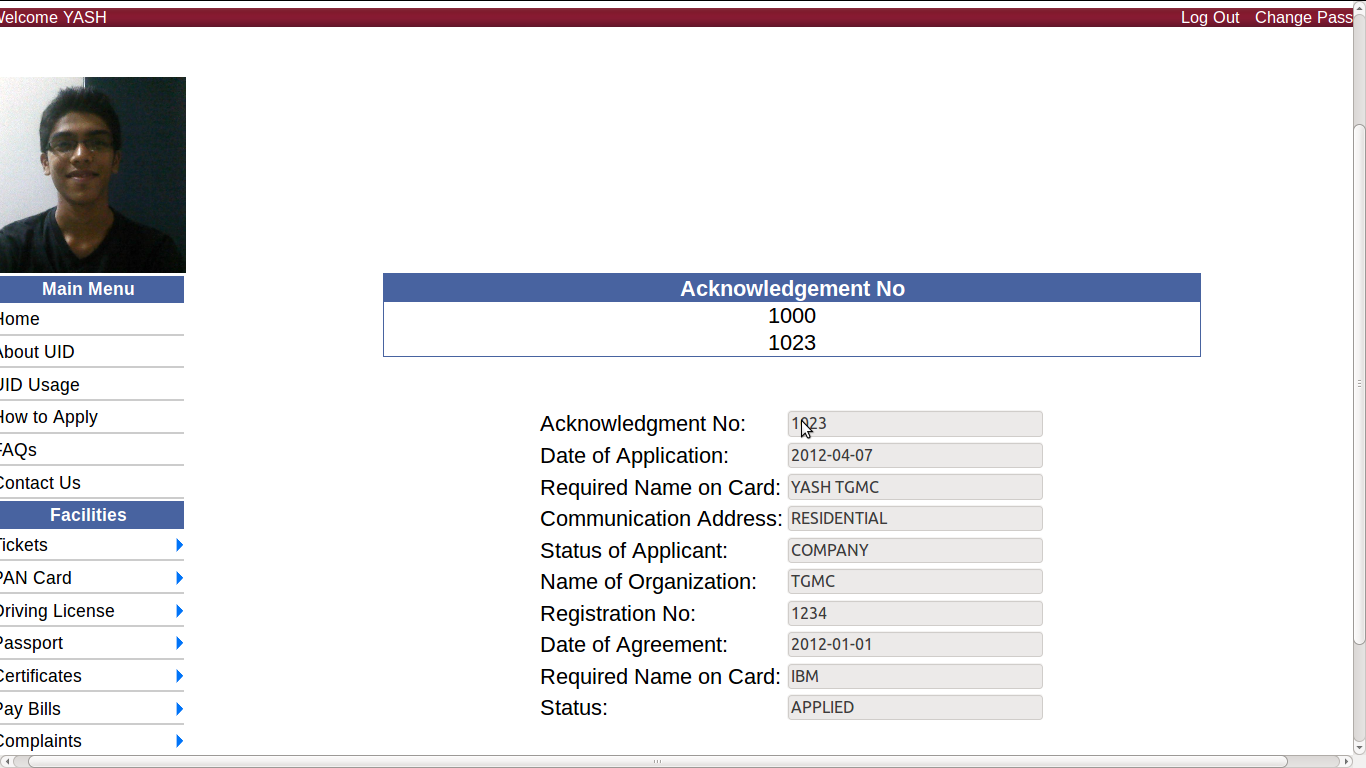 elcome YASH Log Out Change Pass
Main Menu
Home
About UID
UID Usage
How to Apply
FAQs
Contact Us
Facilities
Tickets
PAN Card
Driving License
Passport
Certificates
Pay Bills
Complaints
Acknowledgement No
1000
1023
Acknowledgment No: 1023
Date of Application: 2012-04-07
Required Name on Card: YASH TGMC
Communication Address: RESIDENTIAL
Status of Applicant: COMPANY
Name of Organization: TGMC
Registration No: 1234
Date of Agreement: 2012-01-01
Required Name on Card: IBM
Status: APPLIED